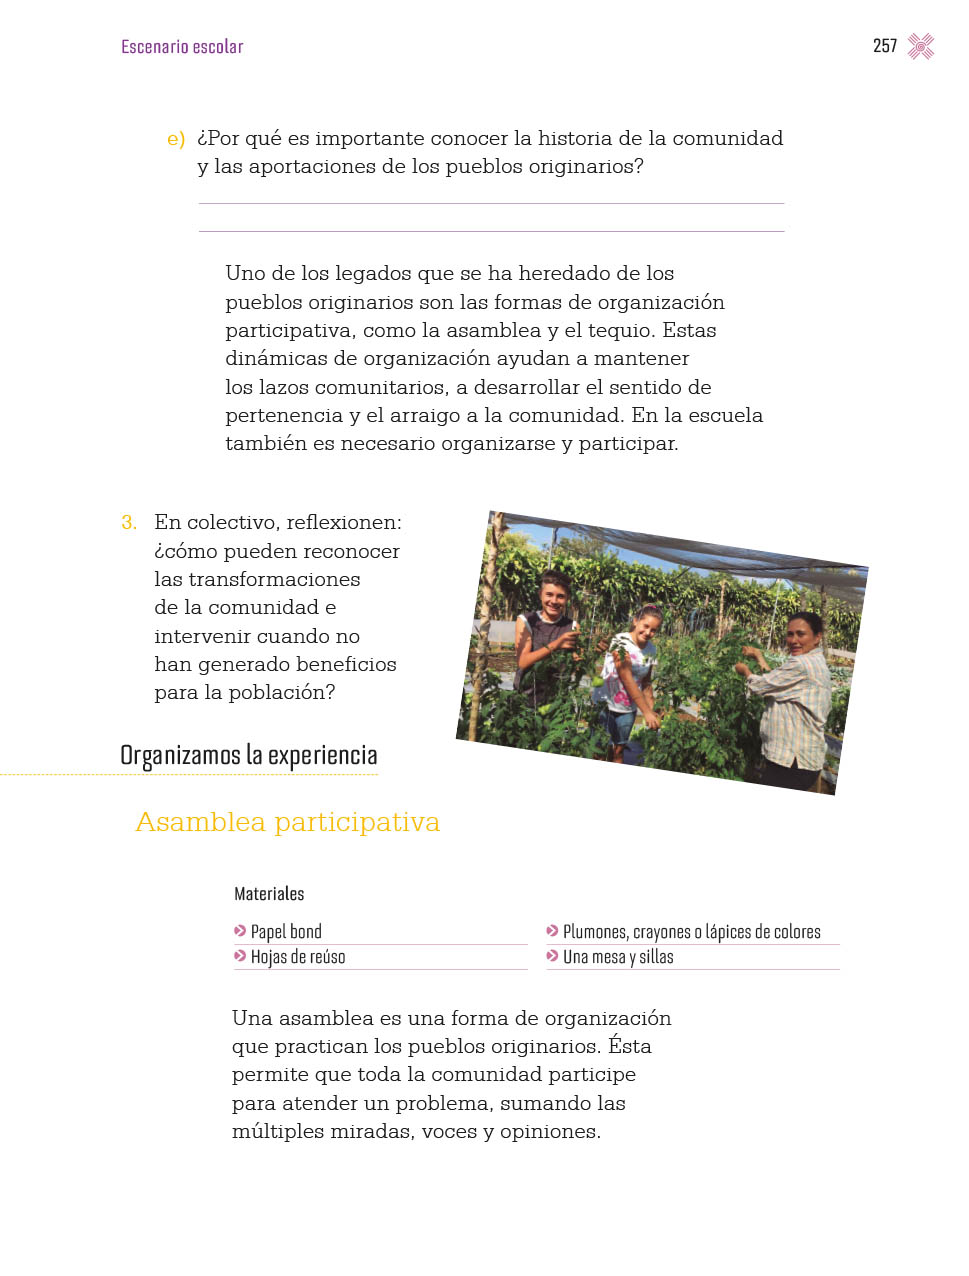 Escenario escolar
257
e) ¿Por qué es importante conocer la historia de la comunidad
y las aportaciones de los pueblos originarios?
Uno de los legados que se ha heredado de los
pueblos originarios son las formas de organización
participativa, como la asamblea y el tequio. Estas
dinámicas de organización ayudan a mantener
los lazos comunitarios, a desarrollar el sentido de
pertenencia y el arraigo a la comunidad. En la escuela
también es necesario organizarse y participar.
3. En colectivo, reflexionen:
¿cómo pueden reconocer
las transformaciones
de la comunidad e
intervenir cuando no
han generado beneficios
para la población?
Organizamos la experiencia
Asamblea participativa
Materiales
Papel bond
Hojas de reúso
Plumones, crayones o lápices de colores
Una mesa y sillas
Una asamblea es una forma de organización
que practican los pueblos originarios. Ésta
permite que toda la comunidad participe
para atender un problema, sumando las
múltiples miradas, voces y opiniones.